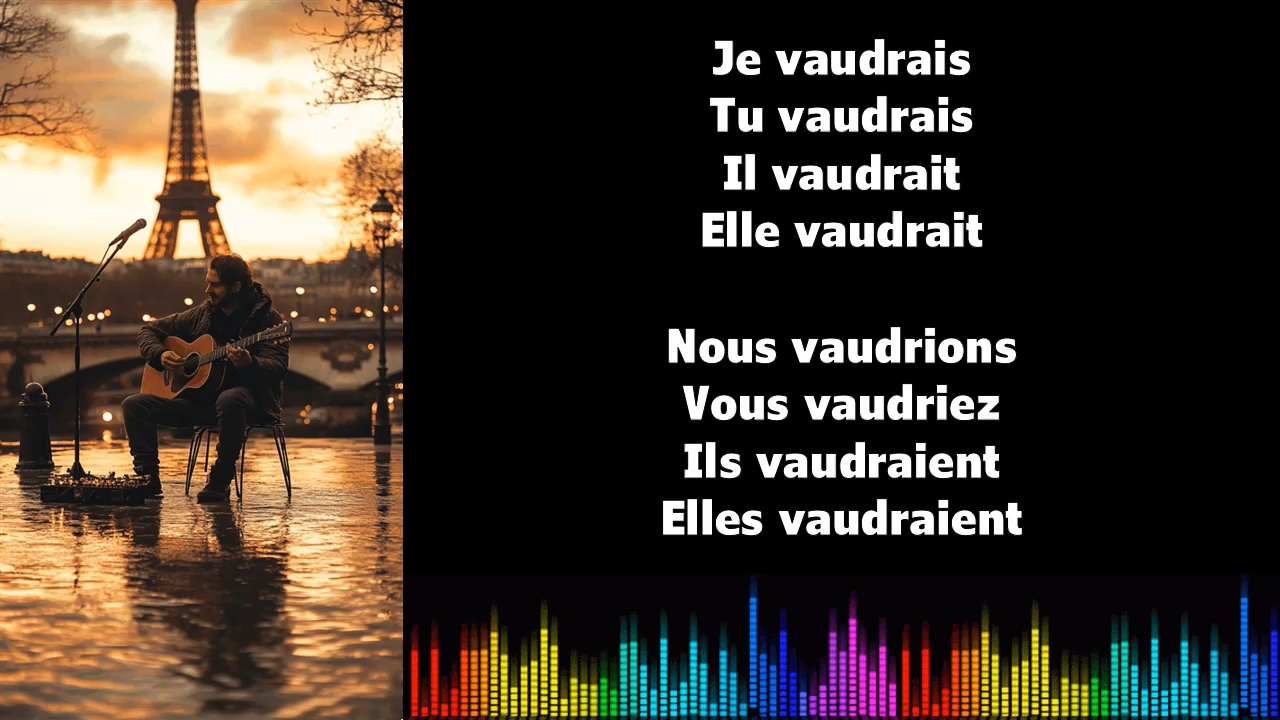 Je vaudrais
Tu vaudrais
Il vaudrait
Elle vaudrait
Nous vaudrions
Vous vaudriez
Ils vaudraient
Elles vaudraient